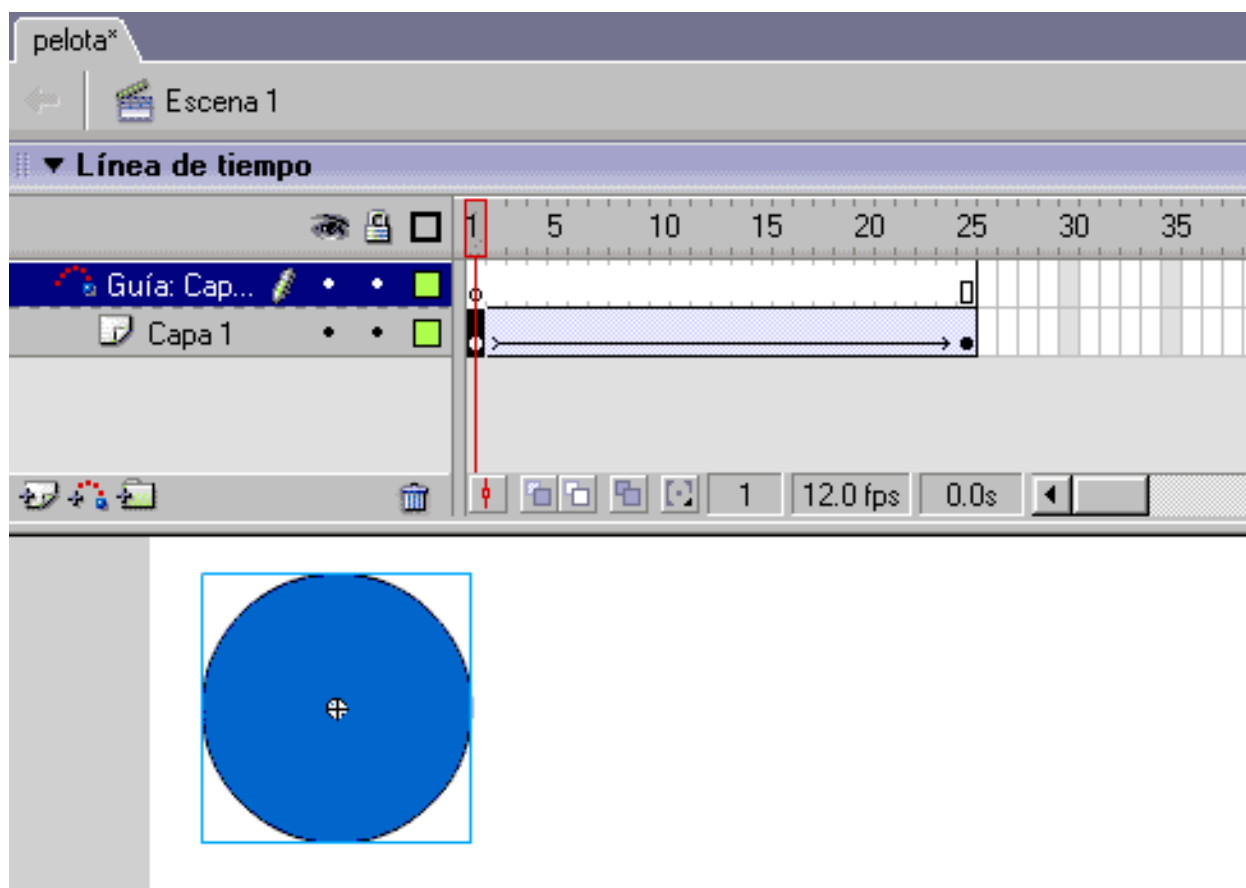 pelota*
Escena 1
Línea de tiempo
1 5 10 15 20 25 30 35
Guía: Cap...
Capa 1
1 12.0 fps 0.0s